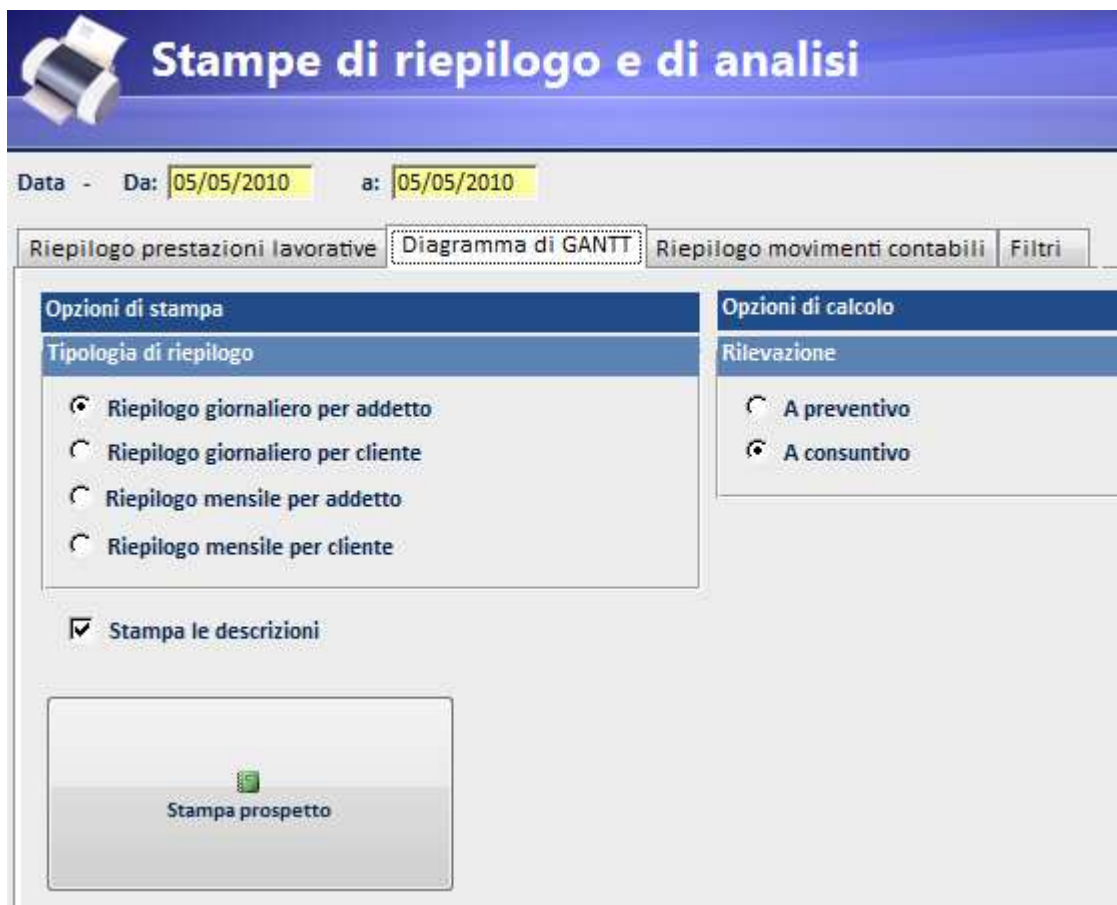 Stampe di riepilogo e di analisi
Data - Da: 05/05/2010 a: 05/05/2010
Riepilogo prestazioni lavorative Diagramma di GANTT Riepilogo movimenti contabili Filtri
Opzioni di stampa
Tipologia di riepilogo
Riepilogo giornaliero per addetto
Riepilogo giornaliero per cliente
Riepilogo mensile per addetto
Riepilogo mensile per cliente
Opzioni di calcolo
Rilevazione
A preventivo
A consuntivo
Stampa le descrizioni
Stampa prospetto